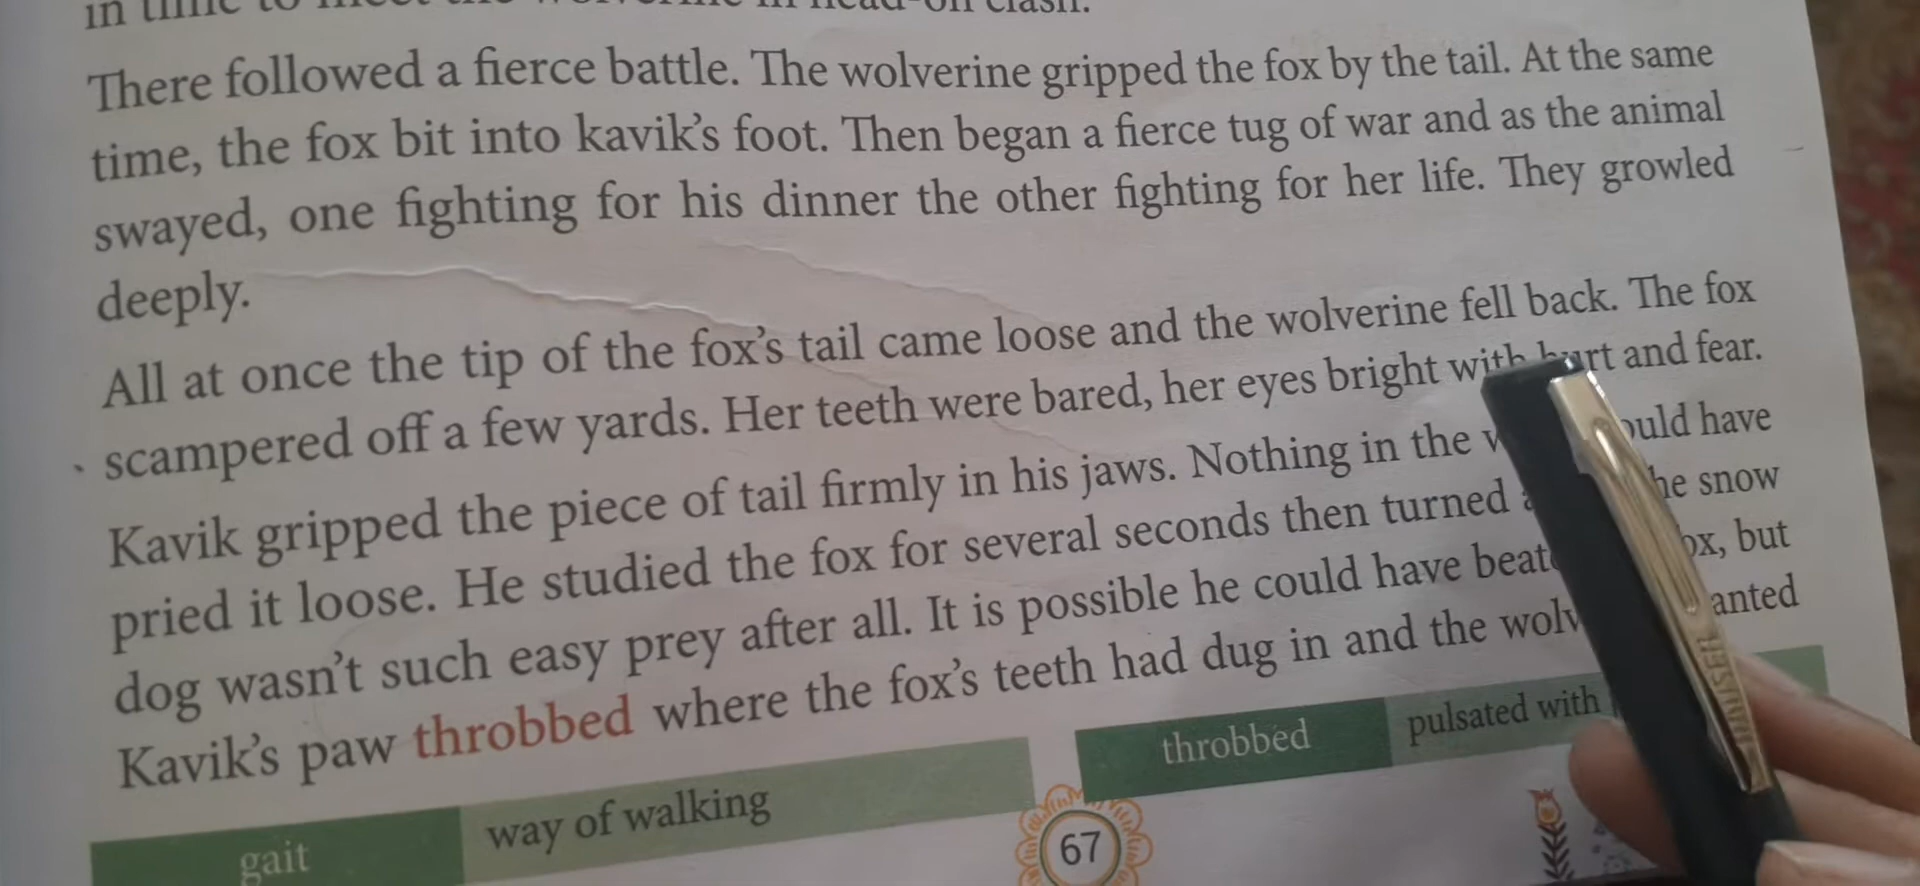 There followed a fierce battle. The wolverine gripped the fox by the tail. At the same
time, the fox bit into kavik's foot. Then began a fierce tug of war and as the animal
swayed, one fighting for his dinner the other fighting for her life. They growled
deeply.
All at once the tip of the fox's tail came loose and the wolverine fell back. The fox
scampered off a few yards. Her teeth were bared, her eyes bright with hurt and fear.
Kavik gripped the piece of tail firmly in his jaws. Nothing in the have
pried it loose. He studied the fox for several seconds then turned snow
dog wasn't such easy prey after all. It is possible he could have but
Kavik's paw throbbed where the fox's teeth had dug in and the
throbbed pulsated with
gait way of walking
67